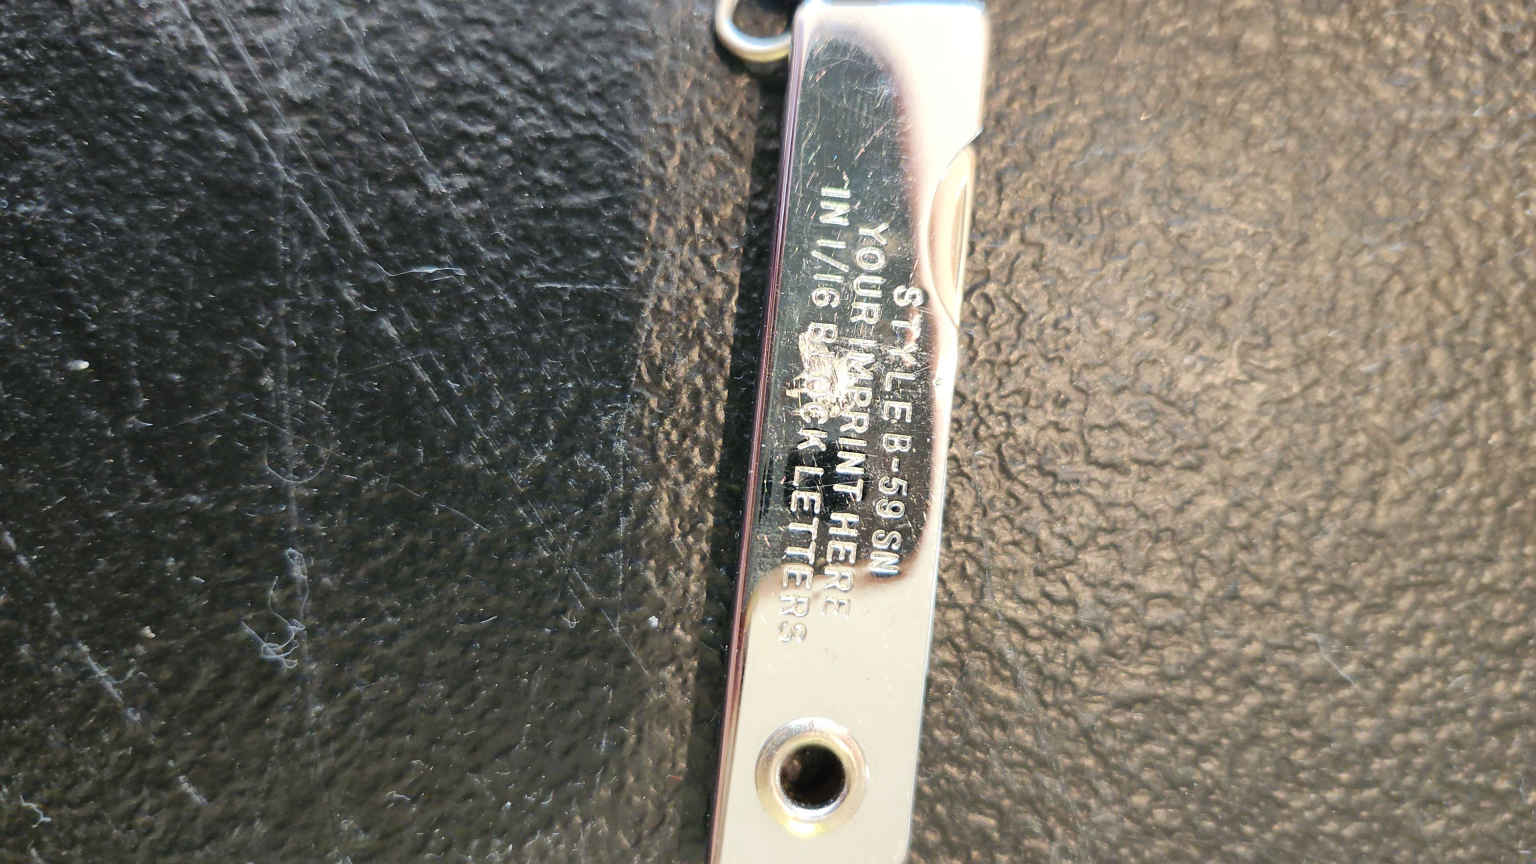 STYLE B-59 SN
YOUR IMPRINT HERE
IN 1/16 BLOCK LETTERS